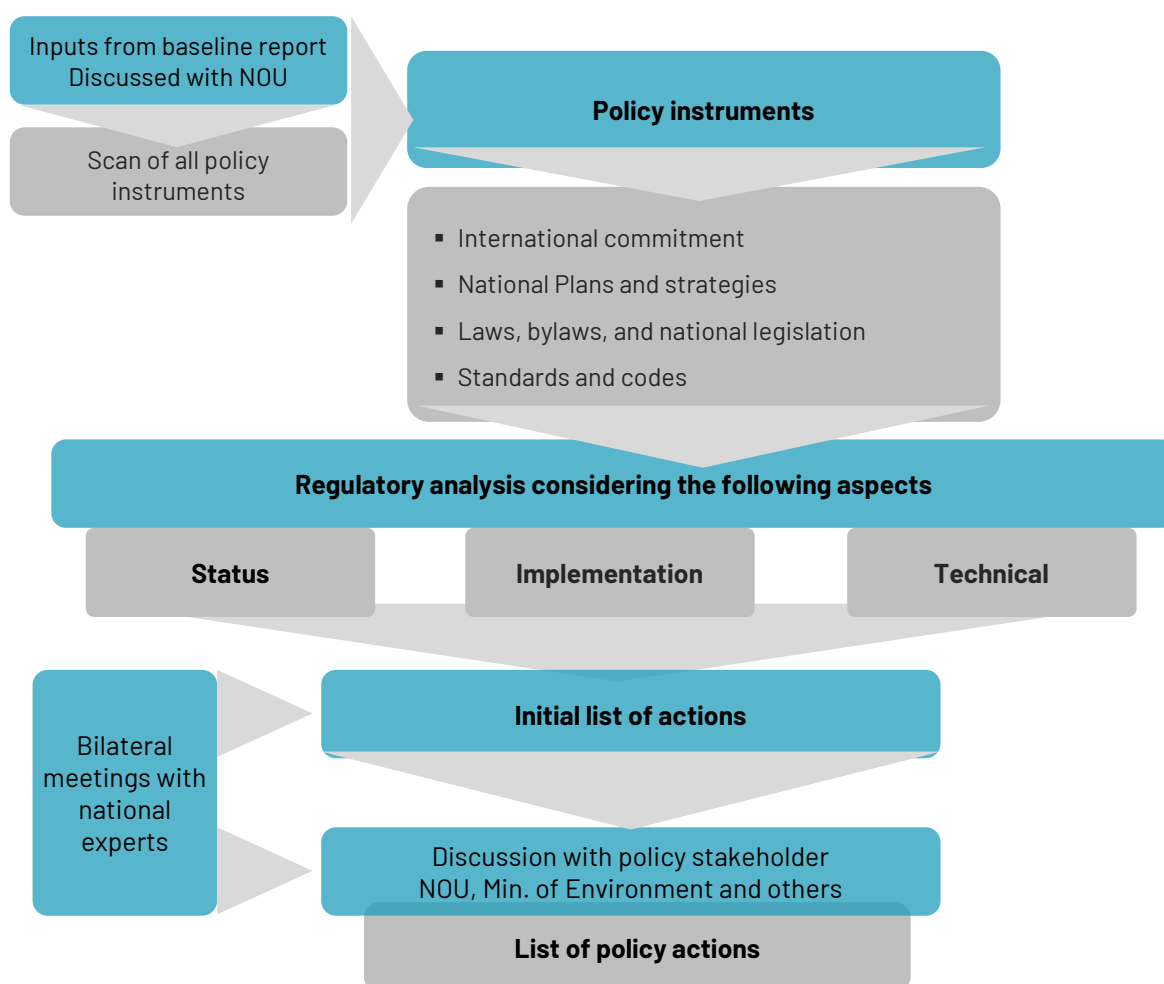 Inputs from baseline report
Discussed with NOU
Scan of all policy
instruments
Policy instruments
▪ International commitment
▪ National Plans and strategies
▪ Laws, bylaws, and national legislation
▪ Standards and codes
Regulatory analysis considering the following aspects
Status
Implementation
Technical
Initial list of actions
Bilateral
meetings with
national
experts
Discussion with policy stakeholder
NOU, Min. of Environment and others
List of policy actions